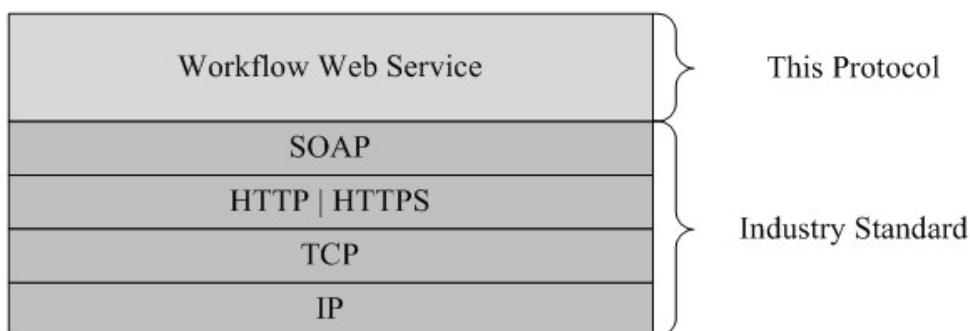 Workflow Web Service
This Protocol
SOAP
HTTP | HTTPS
TCP
IP
Industry Standard